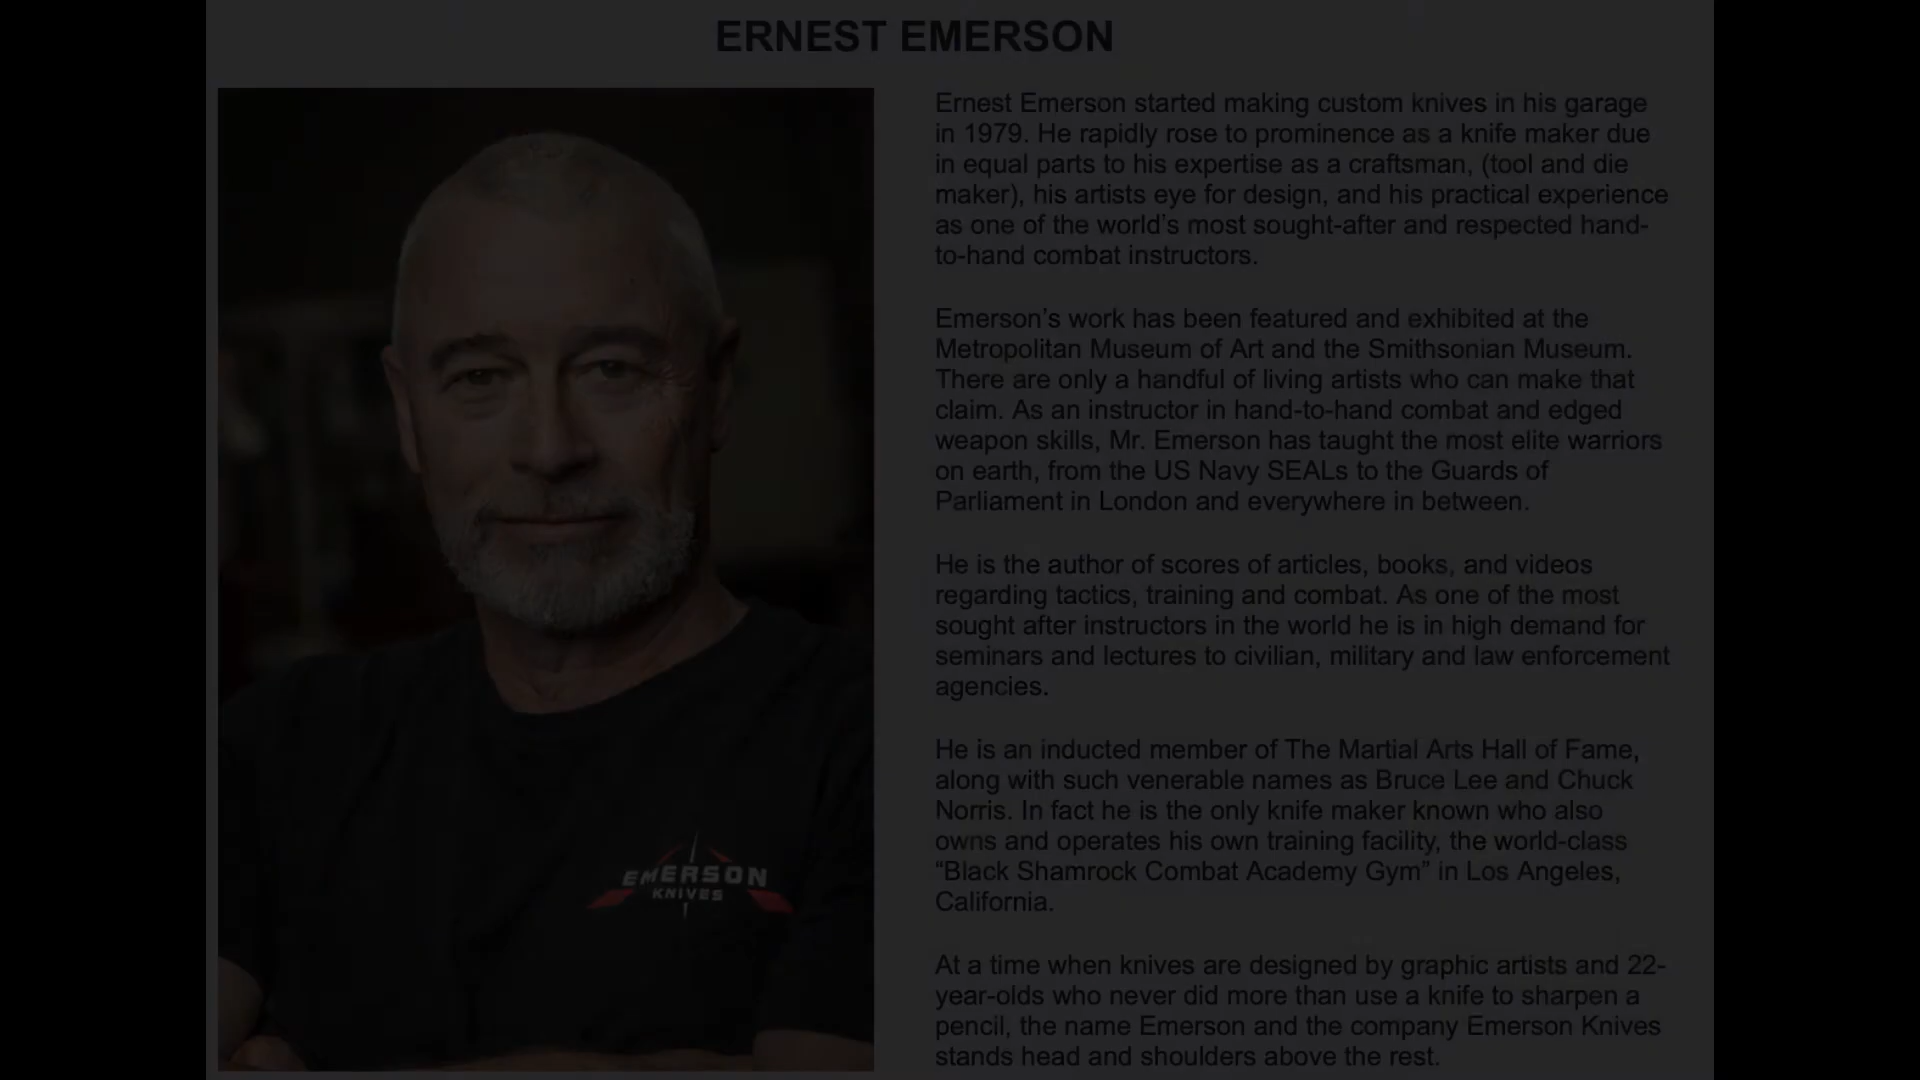 ERNEST EMERSON
Ernest Emerson started making custom knives in his garage
in 1979. He rapidly rose to prominence as a knife maker due
in equal parts to his expertise as a craftsman, (tool and die
maker), his artists eye for design, and his practical experience
as one of the world's most sought-after and respected hand-
to-hand combat instructors.
Emerson's work has been featured and exhibited at the
Metropolitan Museum of Art and the Smithsonian Museum.
There are only a handful of living artists who can make that
claim. As an instructor in hand-to-hand combat and edged
weapon skills, Mr. Emerson has taught the most elite warriors
on earth, from the US Navy SEALs to the Guards of
Parliament in London and everywhere in between.
He is the author of scores of articles, books, and videos
regarding tactics, training and combat. As one of the most
sought after instructors in the world he is in high demand for
seminars and lectures to civilian, military and law enforcement
agencies.
He is an inducted member of The Martial Arts Hall of Fame,
along with such venerable names as Bruce Lee and Chuck
Norris. In fact he is the only knife maker known who also
owns and operates his own training facility, the world-class
“Black Shamrock Combat Academy Gym” in Los Angeles,
California.
At a time when knives are designed by graphic artists and 22-
year-olds who never did more than use a knife to sharpen a
pencil, the name Emerson and the company Emerson Knives
stands head and shoulders above the rest.
EMERSON
KNIVES